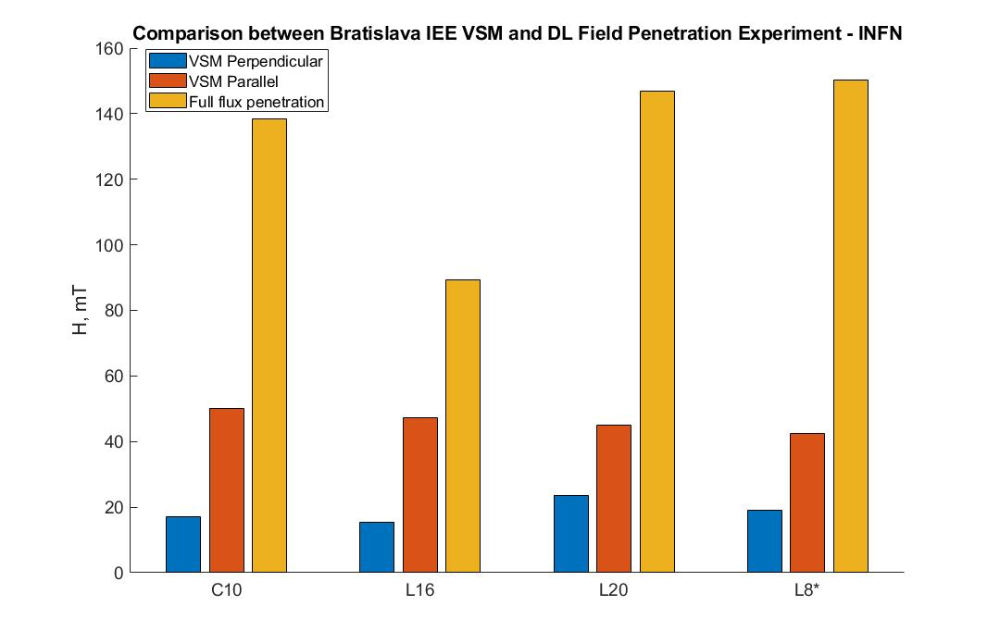 Comparison between Bratislava IEE VSM and DL Field Penetration Experiment - INFN
VSM Perpendicular
VSM Parallel
Full flux penetration
H, mT
160
140
120
100
80
60
40
20
0
C10
L16
L20
L8*